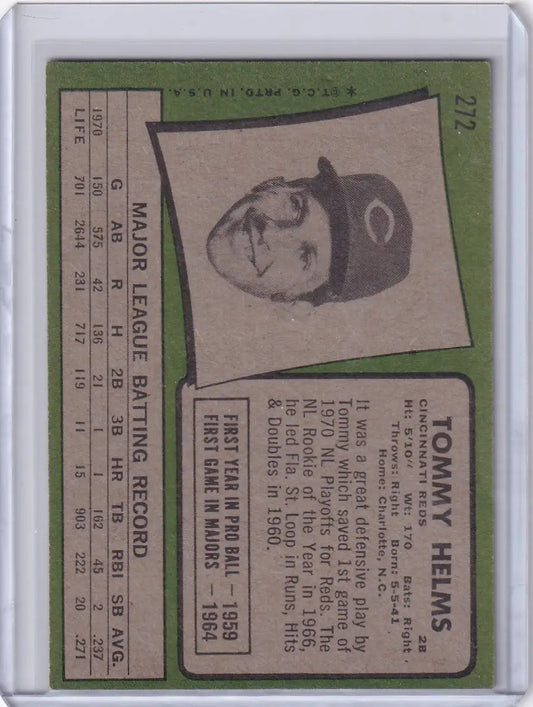 272
TOMMY HELMS 2B
CINCINNATI REDS
Ht: 5'10" Wt: 170 Bats: Right
Throws: Right Born: 5-5-41
Home: Charlotte, N.C.
It was a great defensive play by
Tommy which saved 1st game of
1970 NL Playoffs for Reds. The
NL Rookie of the Year in 1966,
he led Fla. St. Loop in Runs, Hits
& Doubles in 1960.
FIRST YEAR IN PRO BALL — 1959
FIRST GAME IN MAJORS — 1964
C
* ©T.C.G. PRTD. IN U.S.A.
MAJOR LEAGUE BATTING RECORD
G AB R H 2B 3B HR TB RBI SB AVG.
1970 150 575 42 136 21 1 1 162 45 2 .237
LIFE 701 2644 231 717 119 11 15 903 222 20 .271